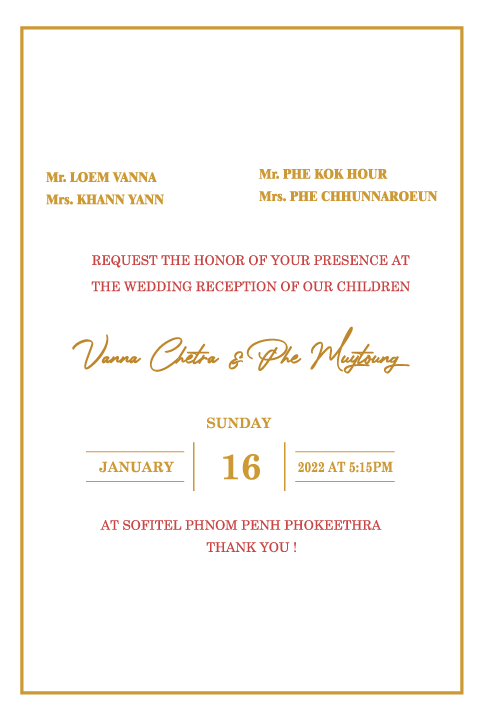 Mr. LOEM VANNA
Mrs. KHANN YANN
Mr. PHE KOK HOUR
Mrs. PHE CHHUNNAROEUN
REQUEST THE HONOR OF YOUR PRESENCE AT
THE WEDDING RECEPTION OF OUR CHILDREN
Vanna Chetra & Phe Muytoung
SUNDAY
JANUARY 16 2022 AT 5:15PM
AT SOFITEL PHNOM PENH PHOKEETHRA
THANK YOU !